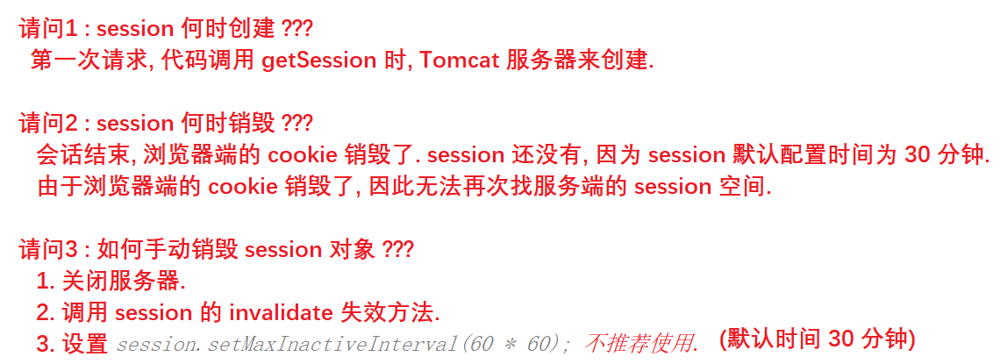 请问1 : session 何时创建 ???
第一次请求, 代码调用 getSession 时, Tomcat 服务器来创建.
请问2 : session 何时销毁 ???
会话结束, 浏览器端的 cookie 销毁了. session 还没有, 因为 session 默认配置时间为 30 分钟.
由于浏览器端的 cookie 销毁了, 因此无法再次找服务端的 session 空间.
请问3 : 如何手动销毁 session 对象 ???
1. 关闭服务器.
2. 调用 session 的 invalidate 失效方法.
3. 设置 session.setMaxInactiveInterval(60 * 60); 不推荐使用. (默认时间 30 分钟)